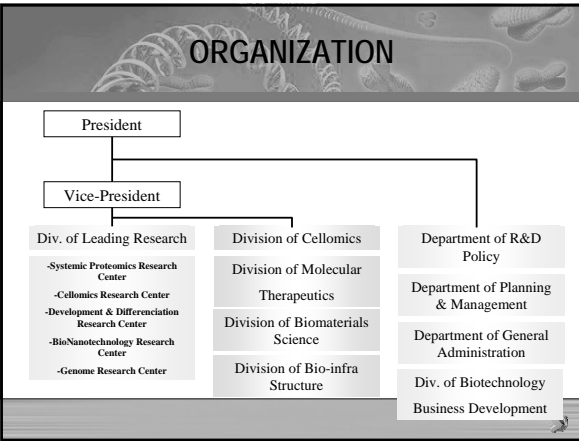 ORGANIZATION
President
Vice-President
Div. of Leading Research
-Systemic Proteomics Research
Center
-Cellomics Research Center
-Development & Differenciation
Research Center
-BioNanotechnology Research
Center
-Genome Research Center
Division of Cellomics
Division of Molecular
Therapeutics
Division of Biomaterials
Science
Division of Bio-infra
Structure
Department of R&D
Policy
Department of Planning
& Management
Department of General
Administration
Div. of Biotechnology
Business Development